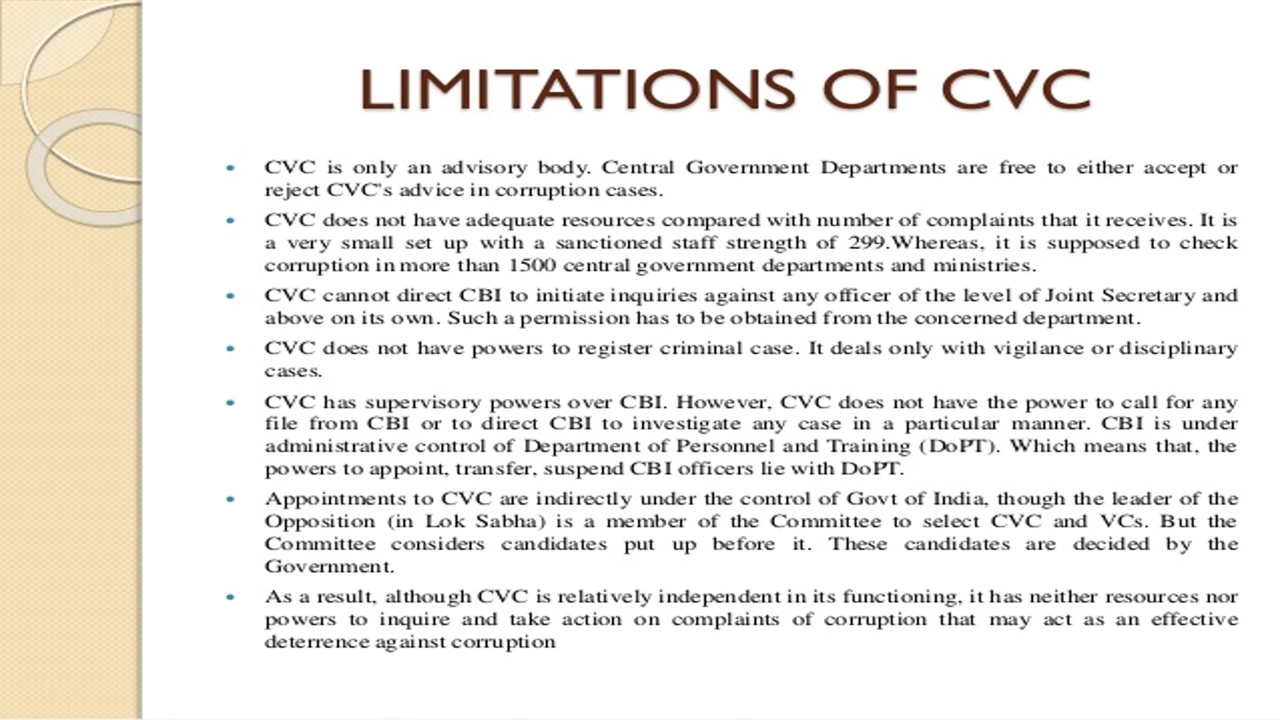 LIMITATIONS OF CVC
• CVC is only an advisory body. Central Government Departments are free to either accept or
reject CVC's advice in corruption cases.
• CVC does not have adequate resources compared with number of complaints that it receives. It is
a very small set up with a sanctioned staff strength of 299.Whereas, it is supposed to check
corruption in more than 1500 central government departments and ministries.
• CVC cannot direct CBI to initiate inquiries against any officer of the level of Joint Secretary and
above on its own. Such a permission has to be obtained from the concerned department.
• CVC does not have powers to register criminal case. It deals only with vigilance or disciplinary
cases.
• CVC has supervisory powers over CBI. However, CVC does not have the power to call for any
file from CBI or to direct CBI to investigate any case in a particular manner. CBI is under
administrative control of Department of Personnel and Training (DoPT). Which means that, the
powers to appoint, transfer, suspend CBI officers lie with DoPT.
• Appointments to CVC are indirectly under the control of Govt of India, though the leader of the
Opposition (in Lok Sabha) is a member of the Committee to select CVC and VCs. But the
Committee considers candidates put up before it. These candidates are decided by the
Government.
• As a result, although CVC is relatively independent in its functioning, it has neither resources nor
powers to inquire and take action on complaints of corruption that may act as an effective
deterrence against corruption